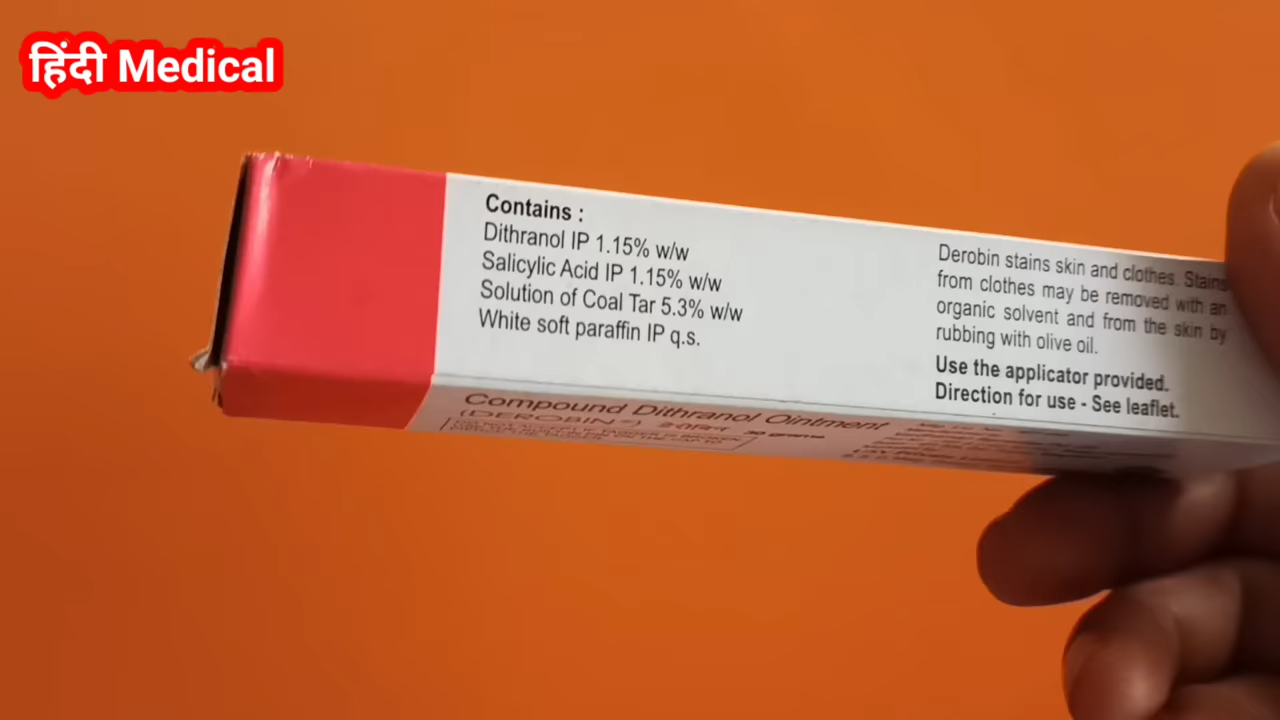 हिंदी Medical
Contains :
Dithranol IP 1.15% w/w
Salicylic Acid IP 1.15% w/w
Solution of Coal Tar 5.3% w/w
White soft paraffin IP q.s.
Derobin stains skin and clothes. Stains
from clothes may be removed with an
organic solvent and from the skin by
rubbing with olive oil.
Use the applicator provided.
Direction for use - See leaflet.
Compound Dithranol Ointment
(DEROBIN) 30 grams